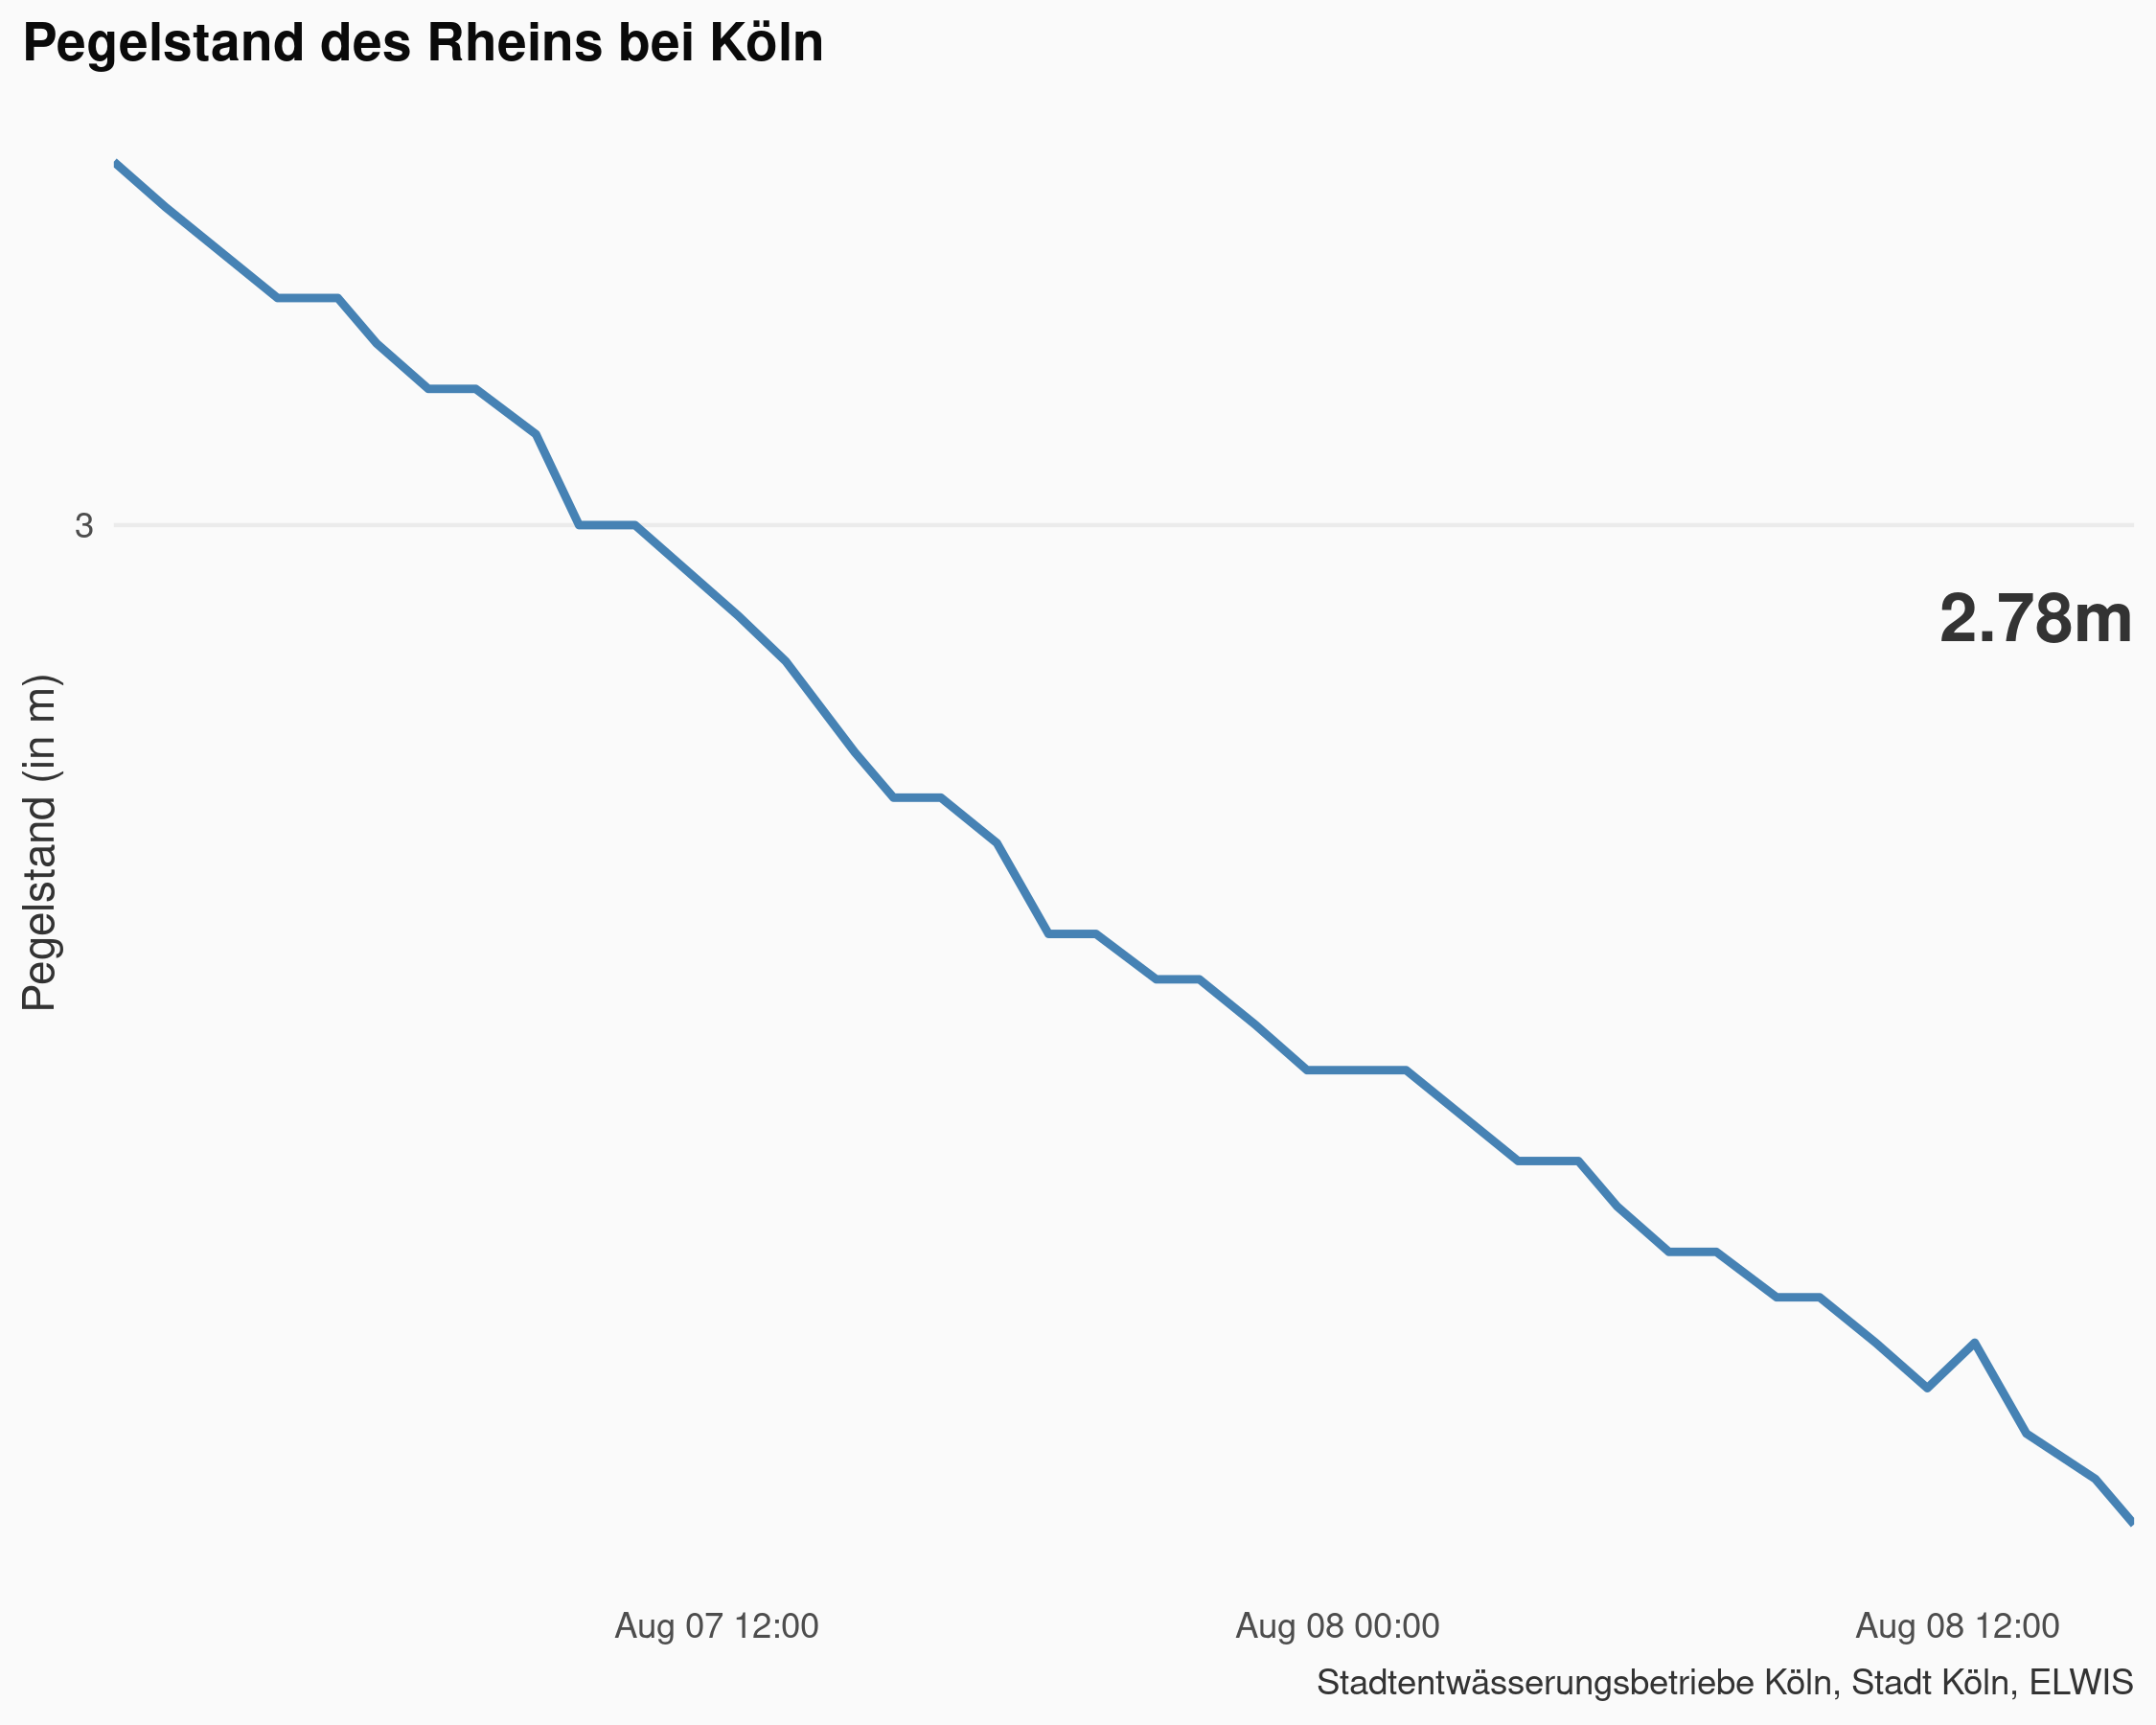 Pegelstand des Rheins bei Köln
3
2.78m
Pegelstand (in m)
Aug 07 12:00
Aug 08 00:00
Aug 08 12:00
Stadtentwässerungsbetriebe Köln, Stadt Köln, ELWIS